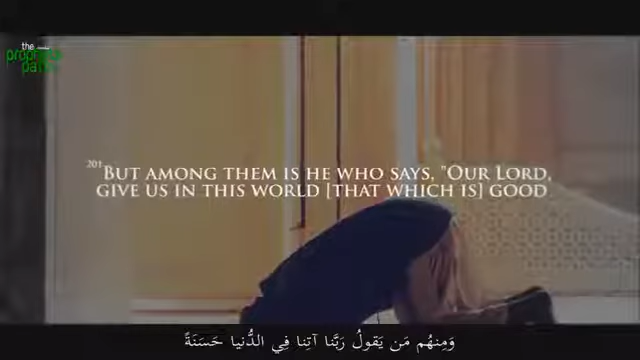 the
prophetic
path
201 BUT AMONG THEM IS HE WHO SAYS, "OUR LORD,
GIVE US IN THIS WORLD [THAT WHICH IS] GOOD
وَمِنهُم مَن يَقولُ رَبَّنا آتِنا فِي الدُّنيا حَسَنَةً